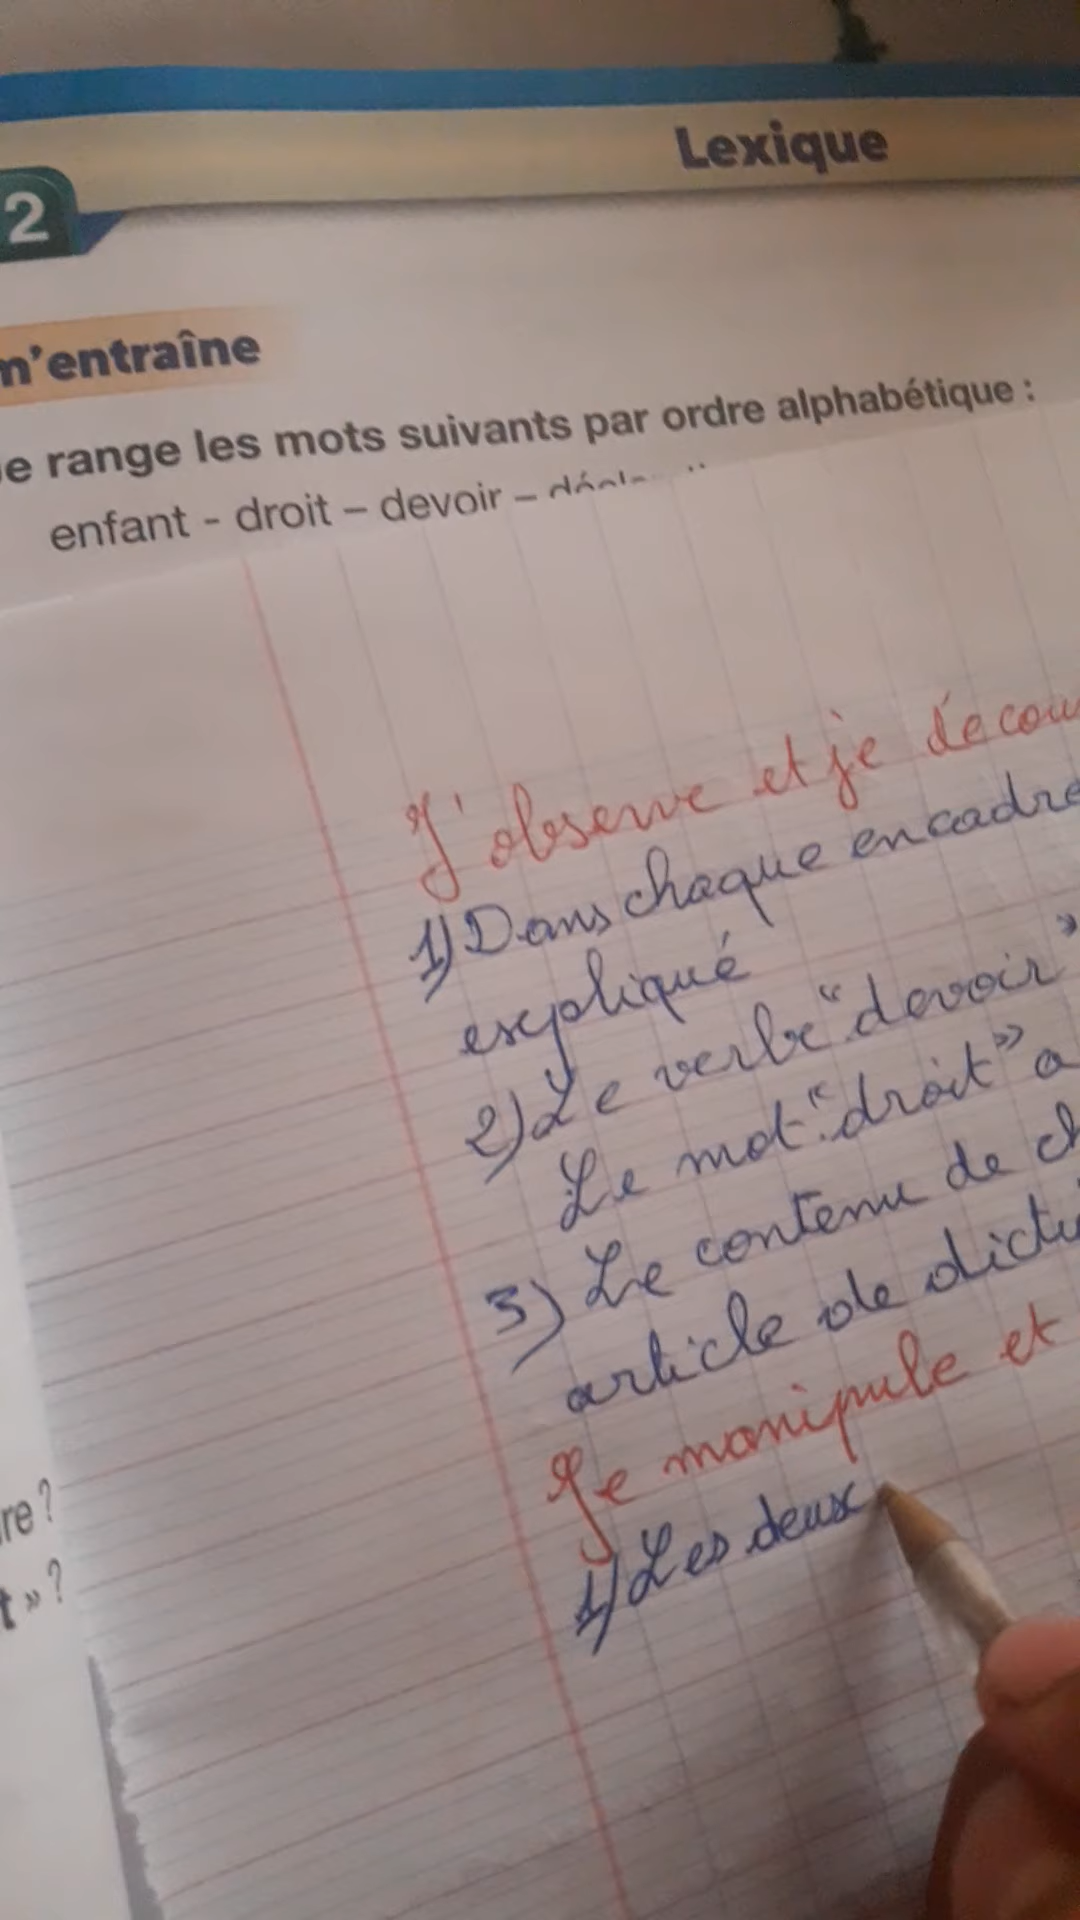 Lexique
2
m'entraîne
Je range les mots suivants par ordre alphabétique :
enfant - droit – devoir –
J'observe et je
1) Dans chaque
expliqué
2) Le verbe "devoir"
Le mot "droit" a
3) Le contenu de
article de
Je manipule et
1) Les deux
re ?
t » ?